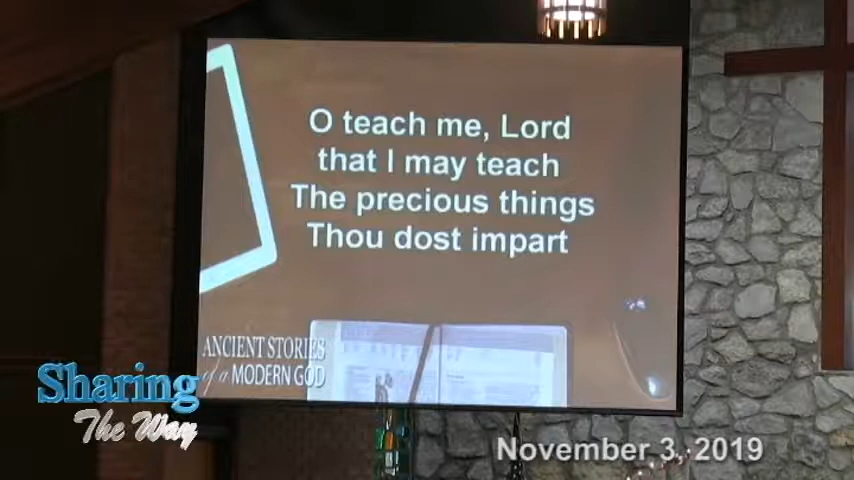 O teach me, Lord
that I may teach
The precious things
Thou dost impart
ANCIENT STORIES
of a MODERN GOD
Sharing
The Way
November 3, 2019